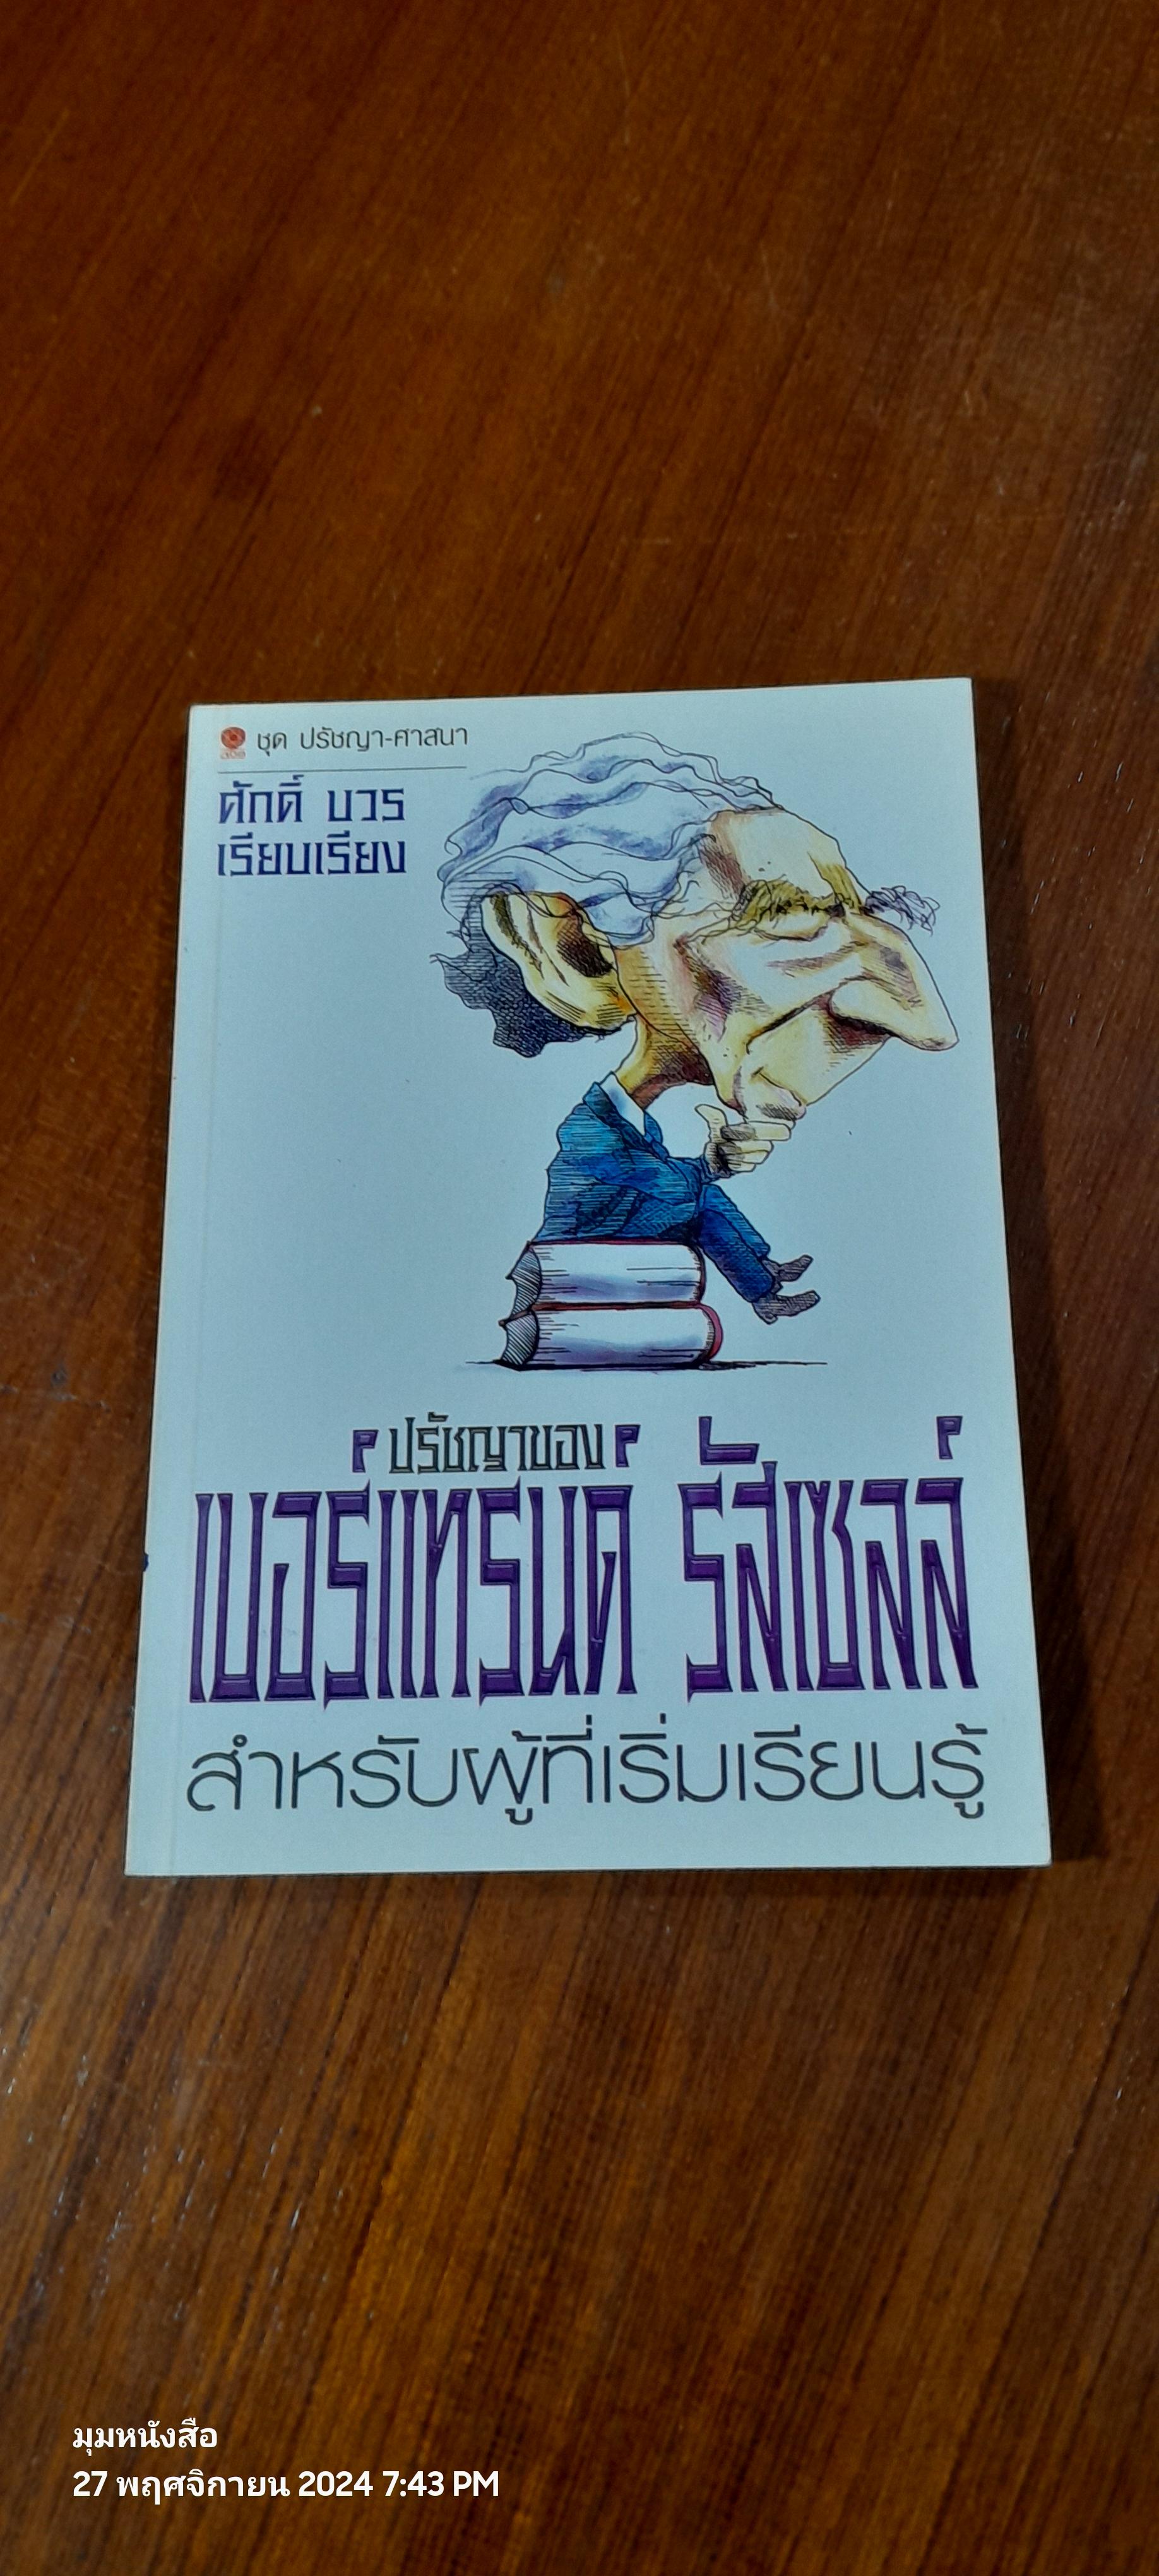 ชุด ปรัชญา-ศาสนา
ศักดิ์ บวร
เรียบเรียง
ปรัชญาของ
เบอร์แทรนด์ รัสเซลล์
สำหรับผู้ที่เริ่มเรียนรู้
มุมหนังสือ
27 พฤศจิกายน 2024 7:43 PM